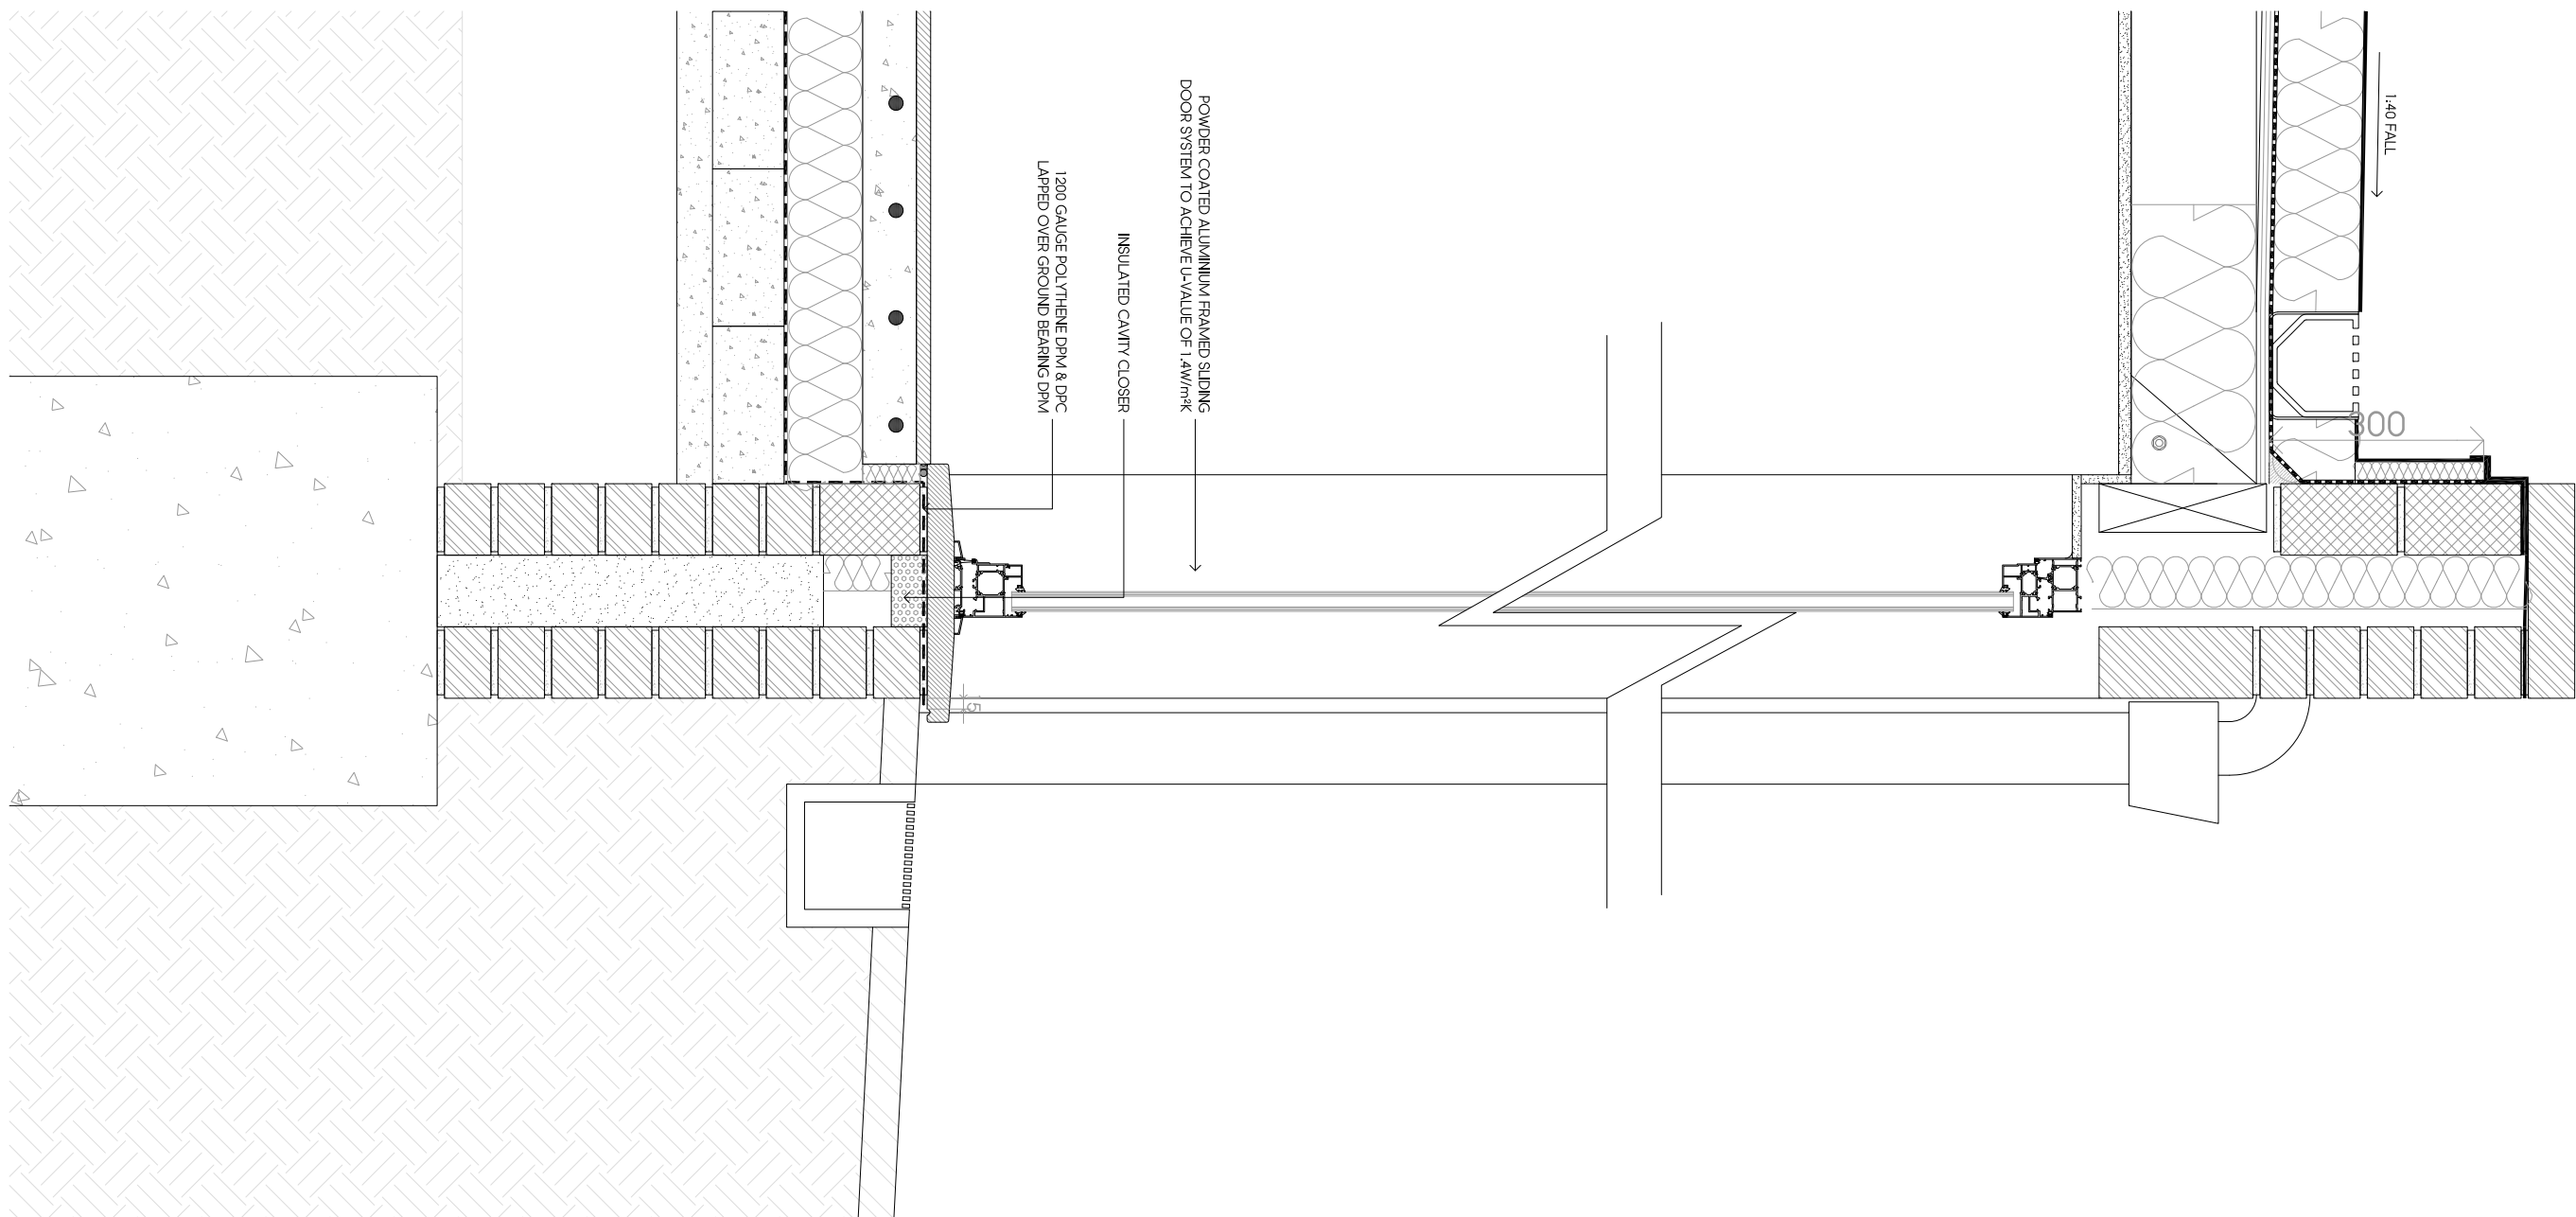 1:40 FALL
300
POWDER COATED ALUMINIUM FRAMED SLIDING
DOOR SYSTEM TO ACHIEVE U-VALUE OF 1.4W/m²K
INSULATED CAVITY CLOSER
1200 GAUGE POLYTHENE DPM & DPC
LAPPED OVER GROUND BEARING DPM
15